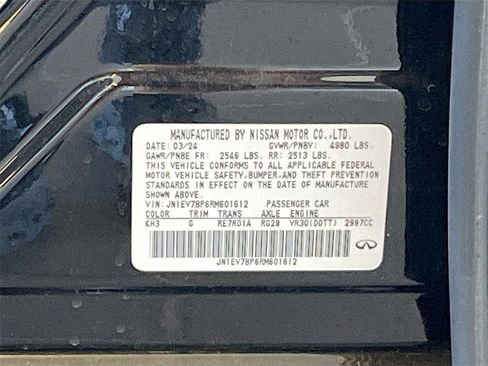 MANUFACTURED BY NISSAN MOTOR CO.,LTD.
DATE: 03/24 GVWR/PNBV: 4980 LBS.
GAWR/PNBE FR: 2546 LBS. RR: 2513 LBS.
THIS VEHICLE CONFORMS TO ALL APPLICABLE FEDERAL
MOTOR VEHICLE SAFETY,BUMPER,AND THEFT PREVENTION
STANDARDS IN EFFECT ON THE DATE OF MANUFACTURE
SHOWN ABOVE.
VIN: JN1EV7BP6RM601612 PASSENGER CAR
COLOR TRIM TRANS AXLE ENGINE
KH3 G RE7R01A RG29 VR30(DDTT) 2997CC
JN1EV7BP6RM601612